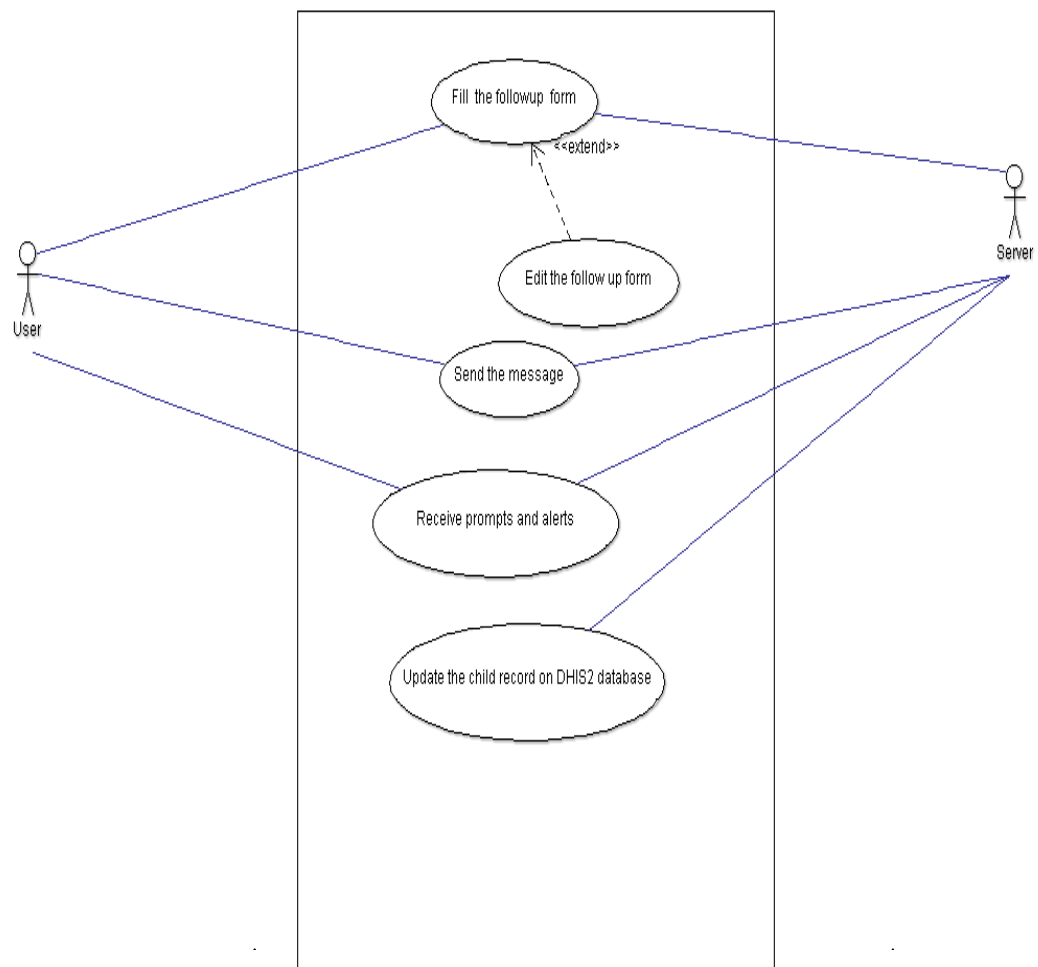 Fill the followup form
<<extend>>
Server
Edit the follow up form
User
Send the message
Receive prompts and alerts
Update the child record on DHIS2 database